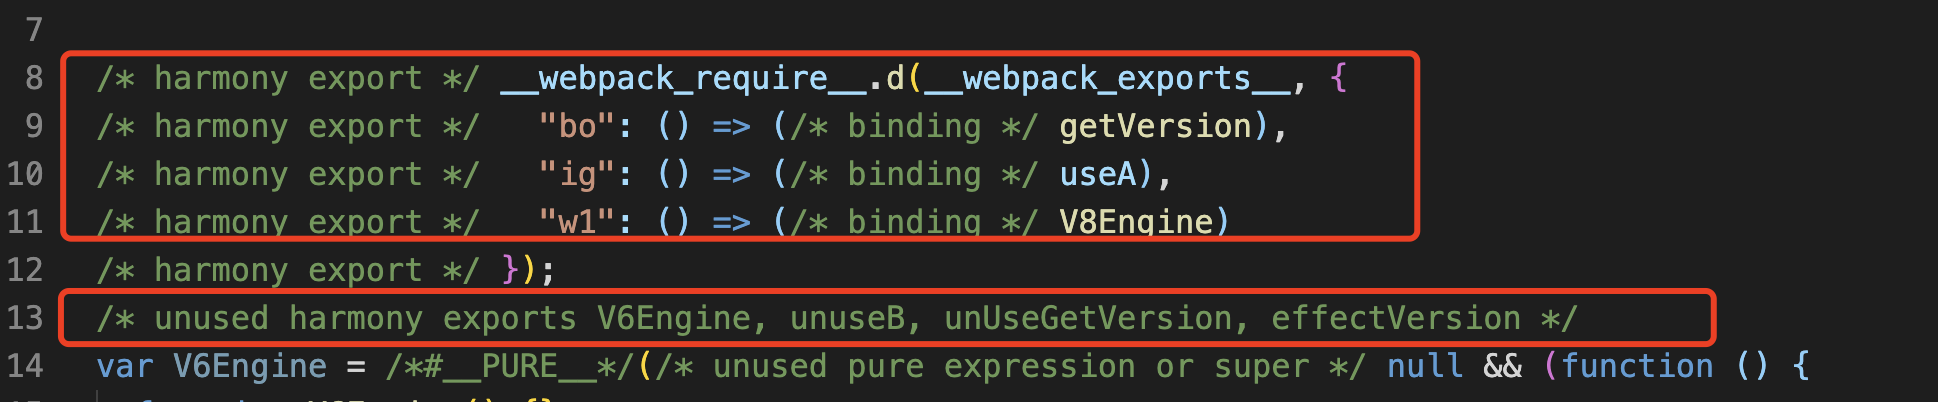 7
8 /* harmony export */ __webpack_require__.d(__webpack_exports__, {
9 /* harmony export */   "bo": () => (/* binding */ getVersion),
10 /* harmony export */   "ig": () => (/* binding */ useA),
11 /* harmony export */   "w1": () => (/* binding */ V8Engine)
12 /* harmony export */ });
13 /* unused harmony exports V6Engine, unuseB, unUseGetVersion, effectVersion */
14 var V6Engine = /*#__PURE__*/(/* unused pure expression or super */ null && (function () {